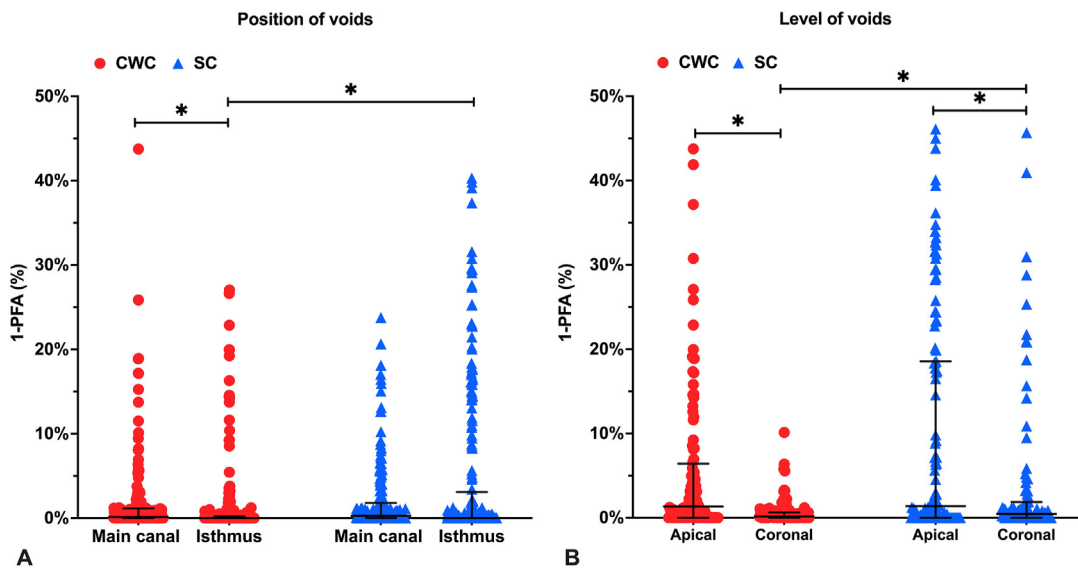 Position of voids
CWC SC
*
*
50%
40%
30%
20%
10%
0%
1-PFA (%)
Main canal Isthmus Main canal Isthmus
A
Level of voids
CWC SC
*
*
*
50%
40%
30%
20%
10%
0%
1-PFA (%)
Apical Coronal Apical Coronal
B